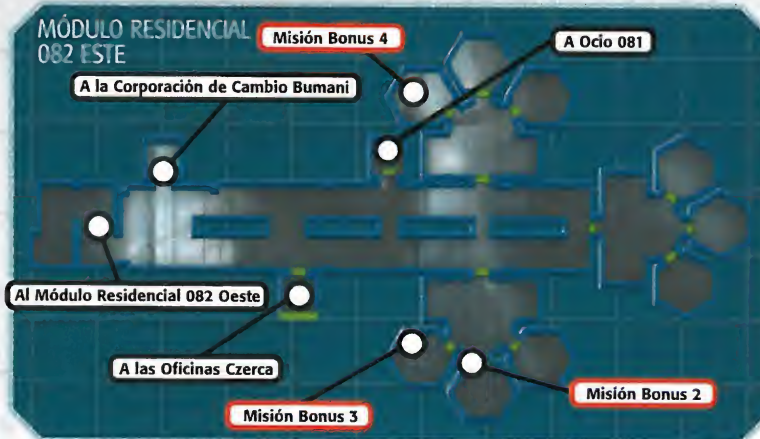 MÓDULO RESIDENCIAL
082 ESTE
Misión Bonus 4
A Ocio 081
A la Corporación de Cambio Bumani
Al Módulo Residencial 082 Oeste
A las Oficinas Czerca
Misión Bonus 3
Misión Bonus 2